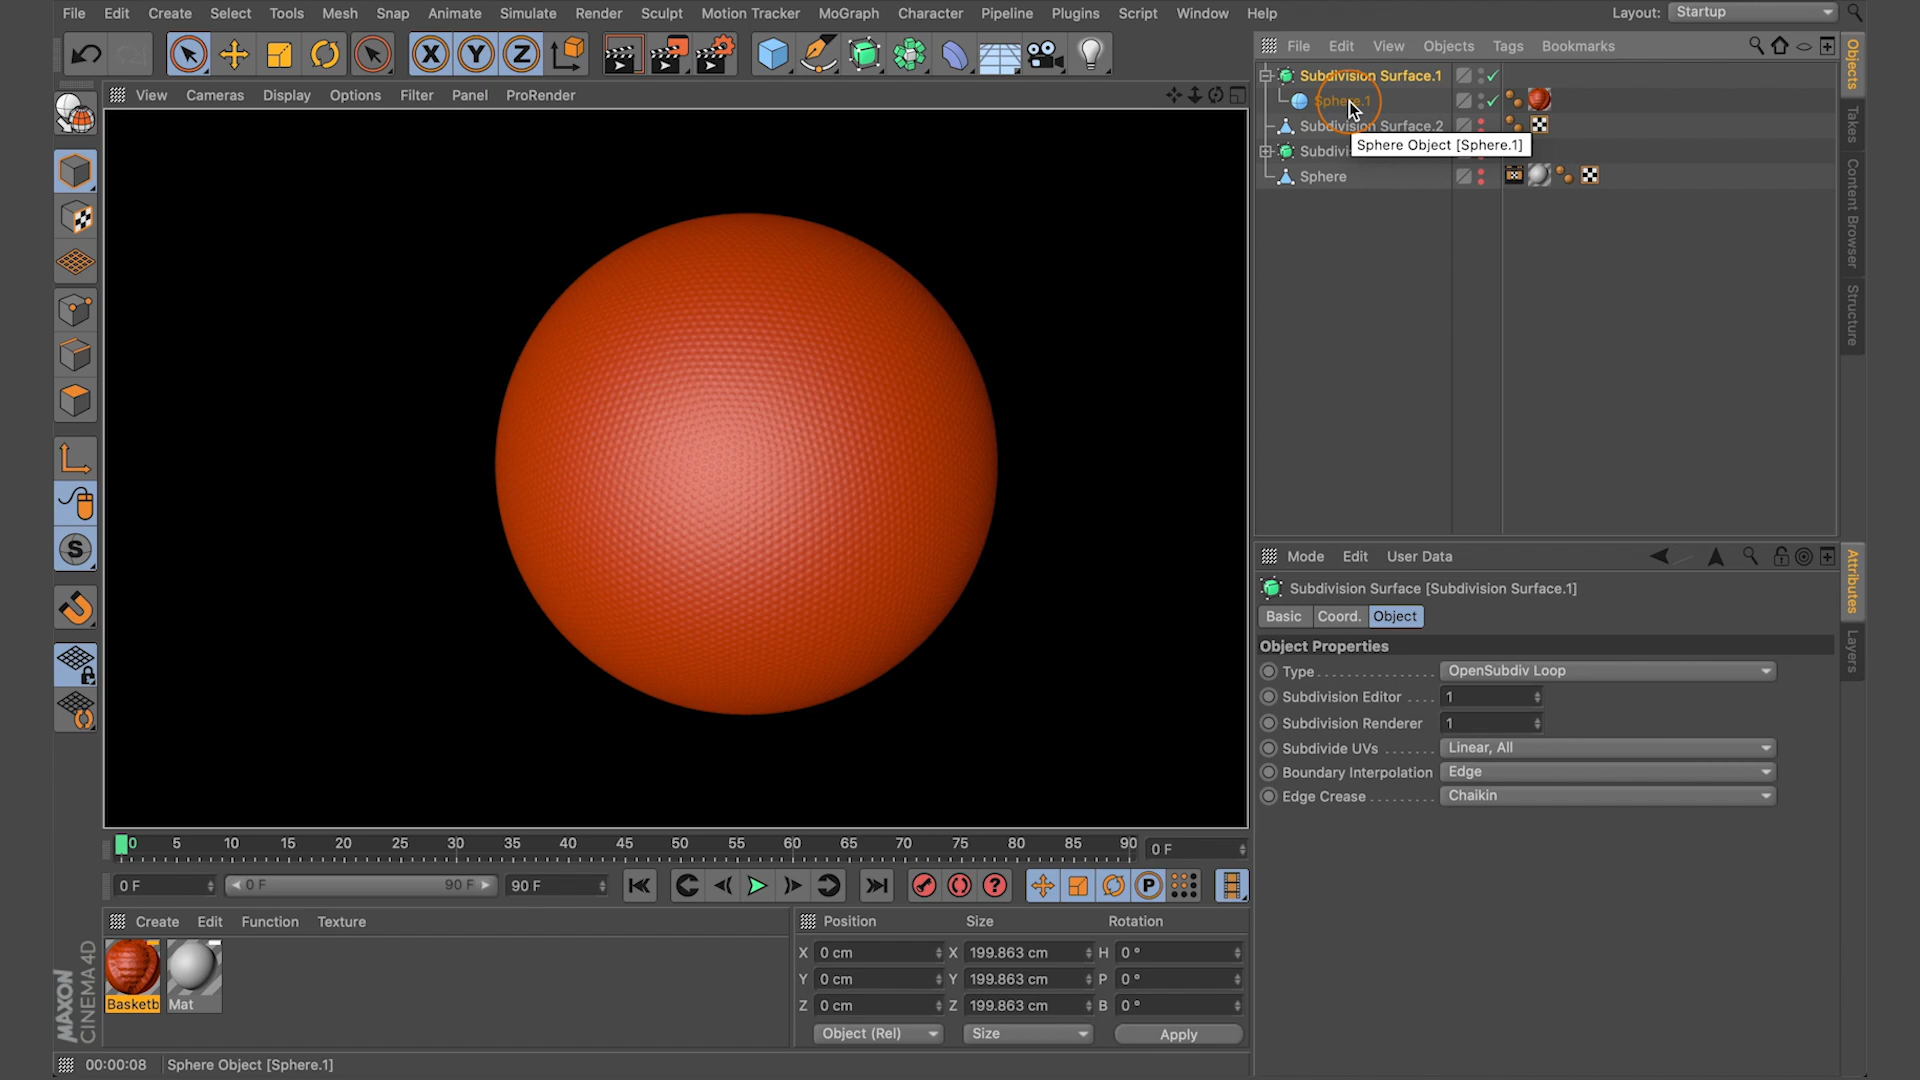 File Edit Create Select Tools Mesh Snap Animate Simulate Render Sculpt Motion Tracker MoGraph Character Pipeline Plugins Script Window Help Layout: Startup
X Y Z
File Edit View Objects Tags Bookmarks
View Cameras Display Options Filter Panel ProRender
Subdivision Surface.1
Sphere.1
Subdivision Surface.2
Sphere Object [Sphere.1]
Subdivi
Sphere
Objects
Takes
Content Browser
Structure
Mode Edit User Data
Subdivision Surface [Subdivision Surface.1]
Basic Coord. Object
Object Properties
Type OpenSubdiv Loop
Subdivision Editor 1
Subdivision Renderer 1
Subdivide UVs Linear, All
Boundary Interpolation Edge
Edge Crease Chaikin
Attributes
Layers
S
0 5 10 15 20 25 30 35 40 45 50 55 60 65 70 75 80 85 90 0 F
0 F 0 F 90 F 90 F ? P
Create Edit Function Texture
Basketb Mat
Position Size Rotation
X 0 cm X 199.863 cm H 0 °
Y 0 cm Y 199.863 cm P 0 °
Z 0 cm Z 199.863 cm B 0 °
Object (Rel) Size Apply
MAXON
CINEMA 4D
00:00:08 Sphere Object [Sphere.1]